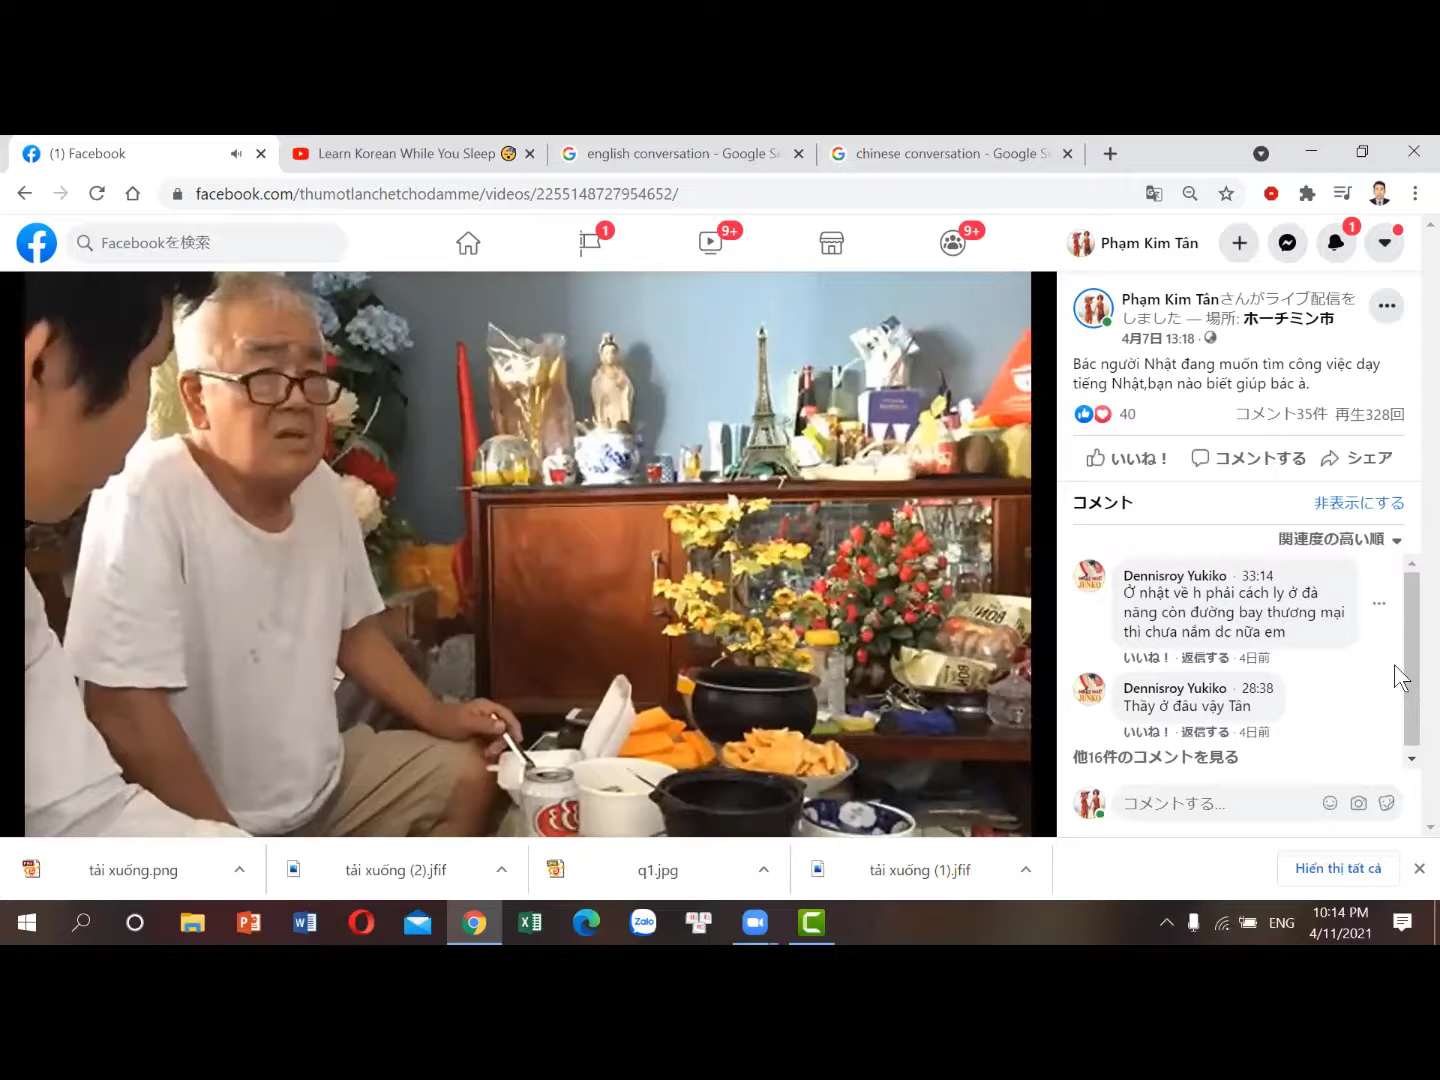 (1) Facebook
Learn Korean While You Sleep 😴
english conversation - Google Se
chinese conversation - Google Se
facebook.com/thumotlanchetchodamme/videos/2255148727954652/
Facebookを検索
1
9+
9+
Phạm Kim Tân
1
Phạm Kim Tânさんがライブ配信を
しました — 場所: ホーチミン市
4月7日 13:18 ·
Bác người Nhật đang muốn tìm công việc dạy
tiếng Nhật,bạn nào biết giúp bác à.
40
コメント35件 再生328回
いいね！
コメントする
シェア
コメント
非表示にする
関連度の高い順
Dennisroy Yukiko · 33:14
Ở nhật về h phải cách ly ở đà
năng còn đường bay thương mại
thì chưa nắm dc nữa em
いいね！ · 返信する · 4日前
Dennisroy Yukiko · 28:38
Thầy ở đâu vậy Tân
いいね！ · 返信する · 4日前
他16件のコメントを見る
コメントする...
tải xuống.png
tải xuống (2).jfif
q1.jpg
tải xuống (1).jfif
Hiển thị tất cả
Zalo
ENG
10:14 PM
4/11/2021